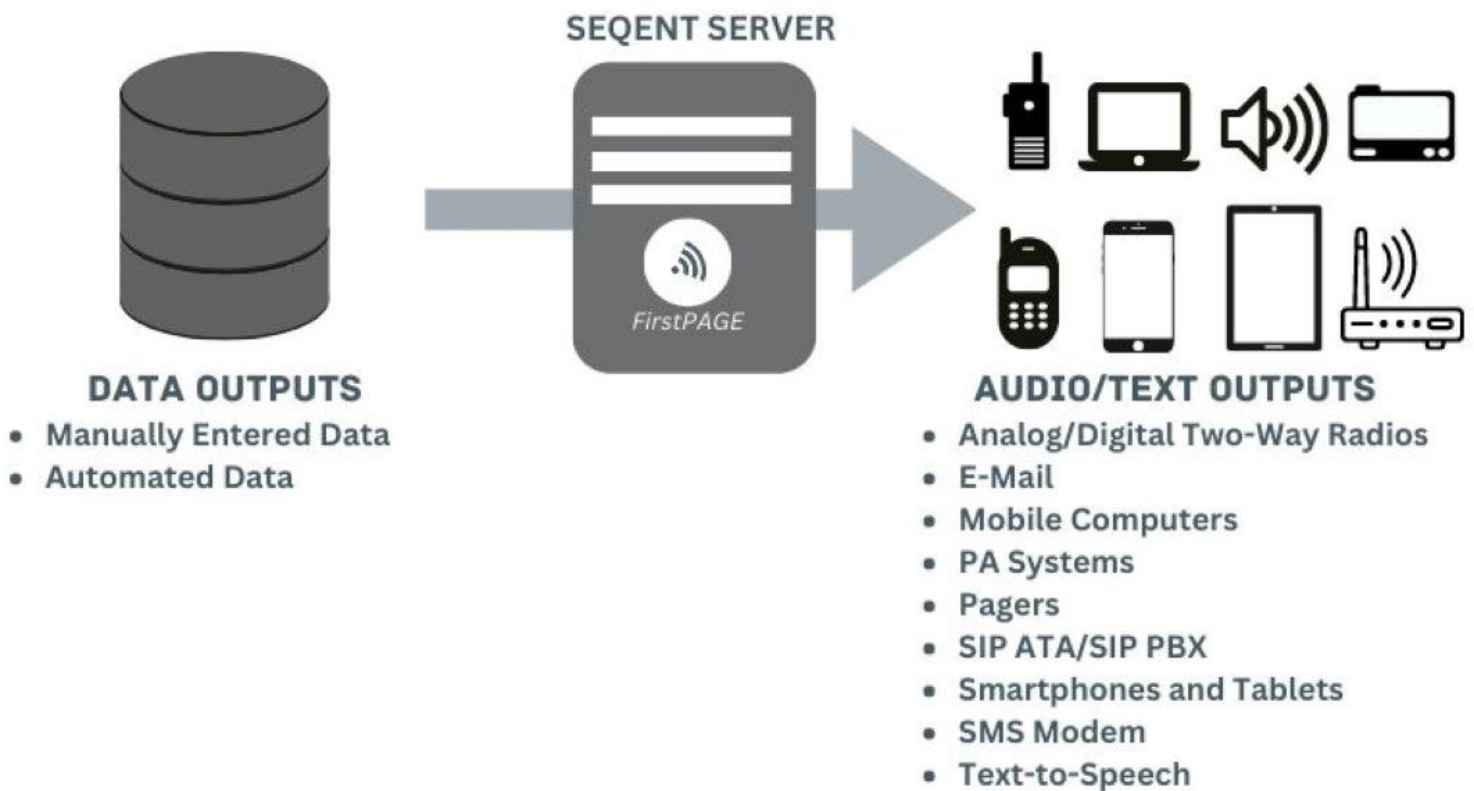 SEQENT SERVER
FirstPAGE
DATA OUTPUTS
• Manually Entered Data
• Automated Data
AUDIO/TEXT OUTPUTS
• Analog/Digital Two-Way Radios
• E-Mail
• Mobile Computers
• PA Systems
• Pagers
• SIP ATA/SIP PBX
• Smartphones and Tablets
• SMS Modem
• Text-to-Speech